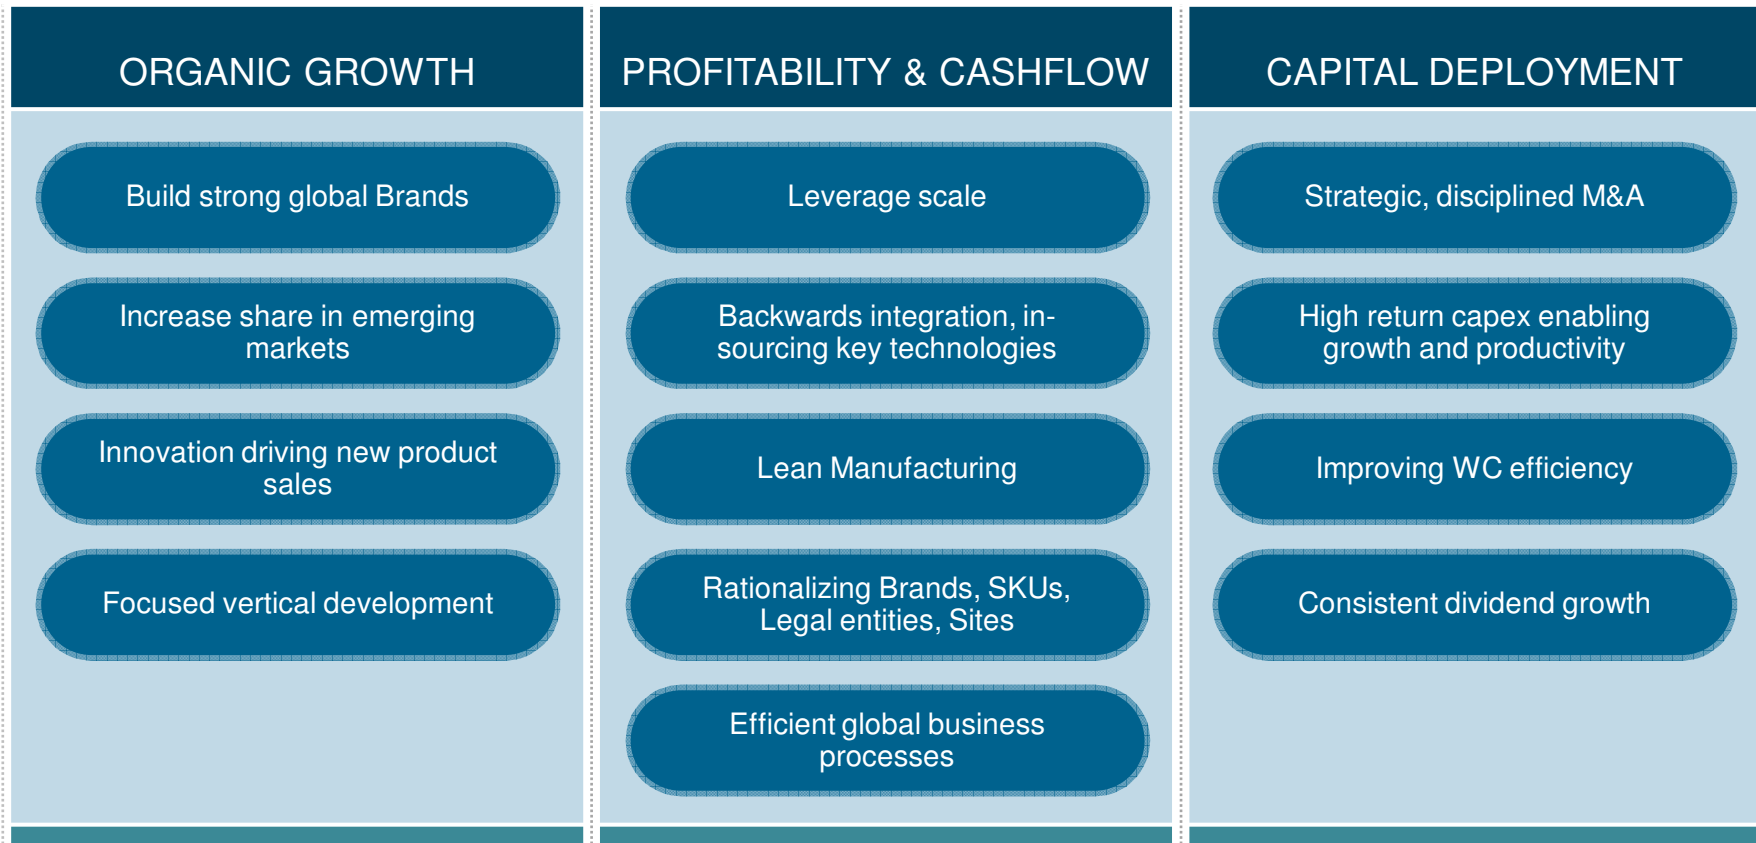 ORGANIC GROWTH
Build strong global Brands
Increase share in emerging
markets
Innovation driving new product
sales
Focused vertical development
PROFITABILITY & CASHFLOW
Leverage scale
Backwards integration, in-
sourcing key technologies
Lean Manufacturing
Rationalizing Brands, SKUs,
Legal entities, Sites
Efficient global business
processes
CAPITAL DEPLOYMENT
Strategic, disciplined M&A
High return capex enabling
growth and productivity
Improving WC efficiency
Consistent dividend growth